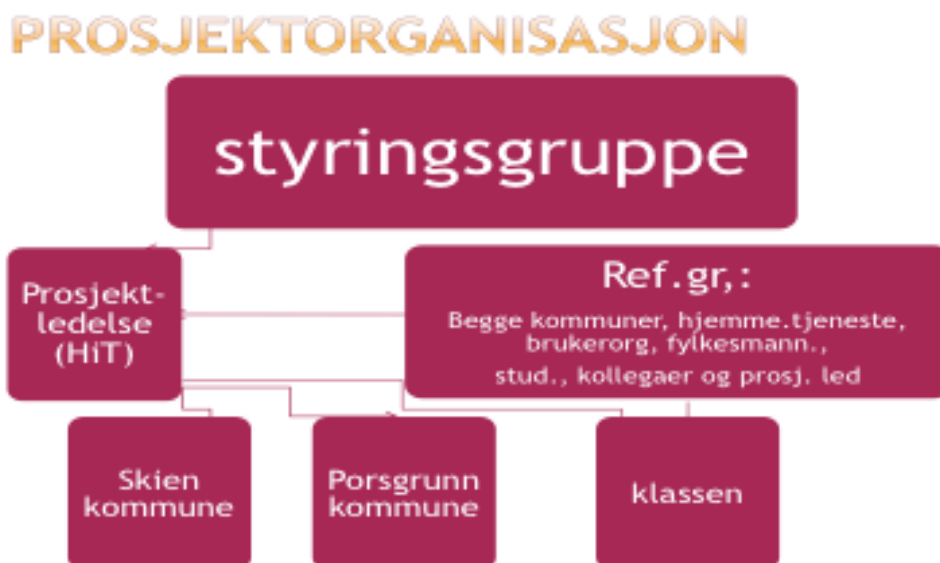 PROSJEKTORGANISASJON
styringsgruppe
Prosjekt-
ledelse
(HiT)
Ref.gr,:
Begge kommuner, hjemme.tjeneste,
brukerorg, fylkesmann.,
stud., kollegaer og prosj. led
Skien
kommune
Porsgrunn
kommune
klassen